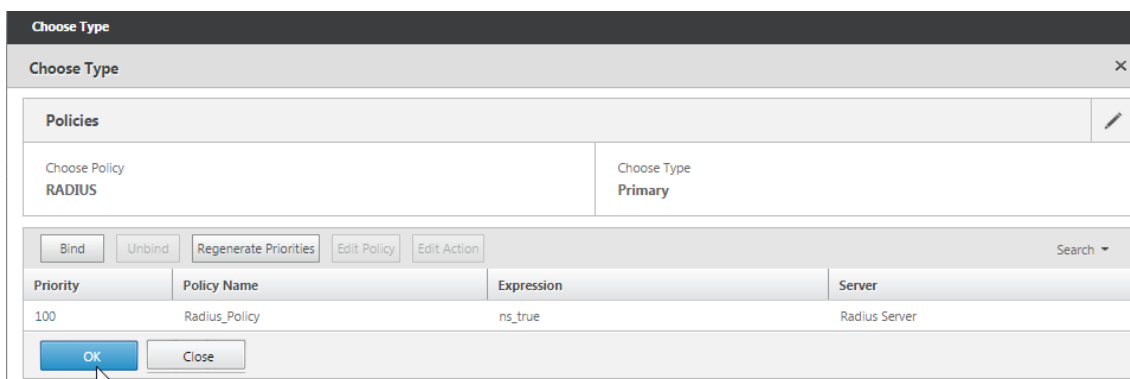 Choose Type
Choose Type ×
Policies
Choose Policy Choose Type
RADIUS Primary
Bind Unbind Regenerate Priorities Edit Policy Edit Action Search
Priority Policy Name Expression Server
100 Radius_Policy ns_true Radius Server
OK Close